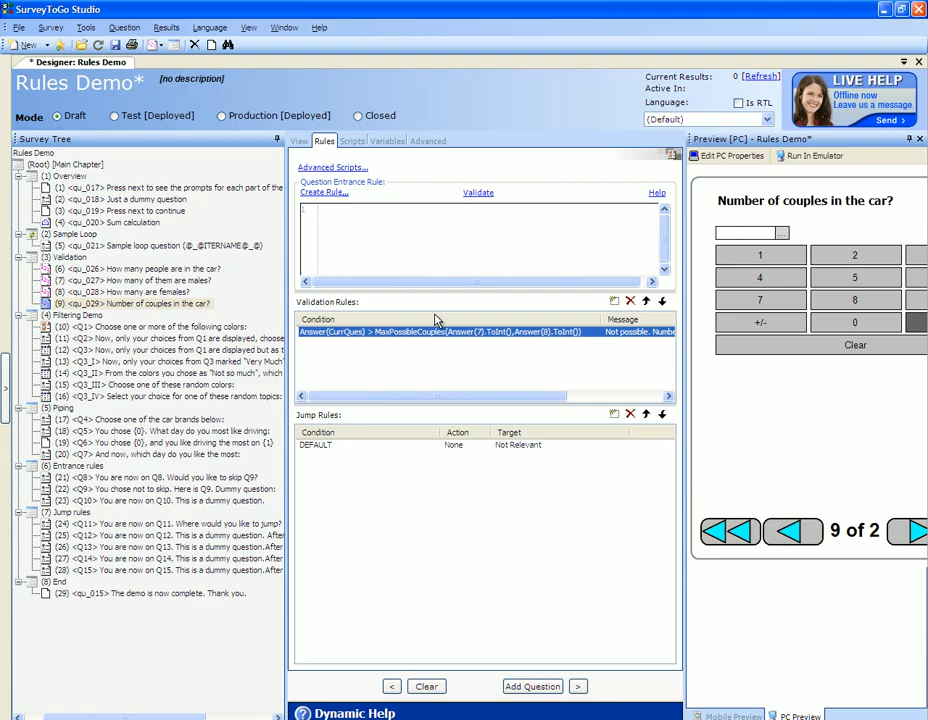 SurveyToGo Studio
File Survey Tools Question Results Language View Window Help
New
* Designer: Rules Demo
Rules Demo* [no description]
Current Results: 0 [Refresh]
Active In:
Language: Is RTL
(Default)
LIVE HELP
Offline now
Leave us a message.
Send >
Mode Draft Test [Deployed] Production [Deployed] Closed
Survey Tree
Rules Demo
(Root) [Main Chapter]
(1) Overview
(1) <qu_017> Press next to see the prompts for each part of the
(2) <qu_018> Just a dummy question
(3) <qu_019> Press next to continue
(4) <qu_020> Sum calculation
(2) Sample Loop
(5) <qu_021> Sample loop question (@_@ITERNAME@_@)
(3) Validation
(6) <qu_026> How many people are in the car?
(7) <qu_027> How many of them are males?
(8) <qu_028> How many are females?
(9) <qu_029> Number of couples in the car?
(4) Filtering Demo
(10) <Q1> Choose one or more of the following colors:
(11) <Q2> Now, only your choices from Q1 are displayed, choose
(12) <Q3> Now, only your choices from Q1 are displayed but as t
(13) <Q3_I> Now, only your choices from Q3 marked "Very Much"
(14) <Q3_II> From the colors you chose as "Not so much", which
(15) <Q3_III> Choose one of these random colors:
(16) <Q3_IV> Select your choice for one of these random topics:
(5) Piping
(17) <Q4> Choose one of the car brands below:
(18) <Q5> You chose {0}. What day do you most like driving:
(19) <Q6> You chose {0}, and you like driving the most on {1}
(20) <Q7> And now, which day do you like the most:
(6) Entrance rules
(21) <Q8> You are now on Q8. Would you like to skip Q9?
(22) <Q9> You chose not to skip. Here is Q9. Dummy question:
(23) <Q10> You are now on Q10. This is a dummy question.
(7) Jump rules
(24) <Q11> You are now on Q11. Where would you like to jump?
(25) <Q12> You are now on Q12. This is a dummy question. After
(26) <Q13> You are now on Q13. This is a dummy question. After
(27) <Q14> You are now on Q14. This is a dummy question. After
(28) <Q15> You are now on Q15. This is a dummy question.After
(8) End
(29) <qu_015> The demo is now complete. Thank you.
View Rules Scripts Variables Advanced
Advanced Scripts...
Question Entrance Rule:
Create Rule... Validate Help
1
Validation Rules:
Condition Message
Answer(CurrQues) > MaxPossibleCouples(Answer(7).ToInt(),Answer(8).ToInt()) Not possible. Numbe
Jump Rules:
Condition Action Target
DEFAULT None Not Relevant
< Clear Add Question >
Dynamic Help
Preview [PC] - Rules Demo*
Edit PC Properties Run In Emulator
Number of couples in the car?
...
1 2
4 5
7 8
+/- 0
Clear
9 of 2
Mobile Preview PC Preview